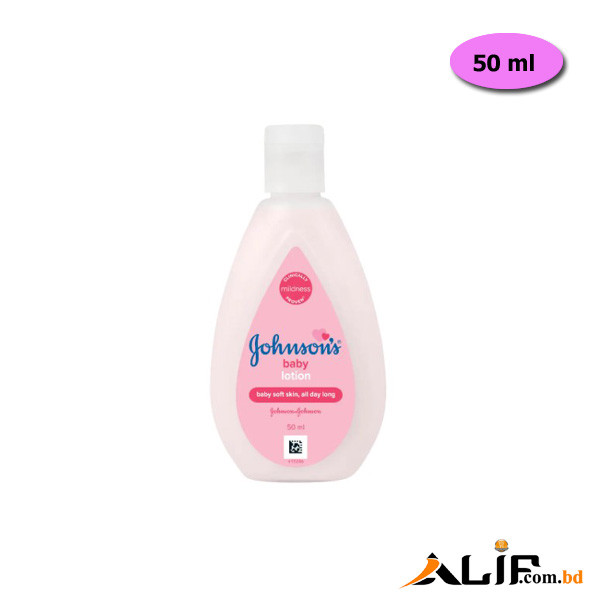 50 ml
CLINICALLY
mildness
PROVEN*
Johnson's®
baby
lotion
baby soft skin, all day long
Johnson & Johnson
50 ml
ALIF.com.bd